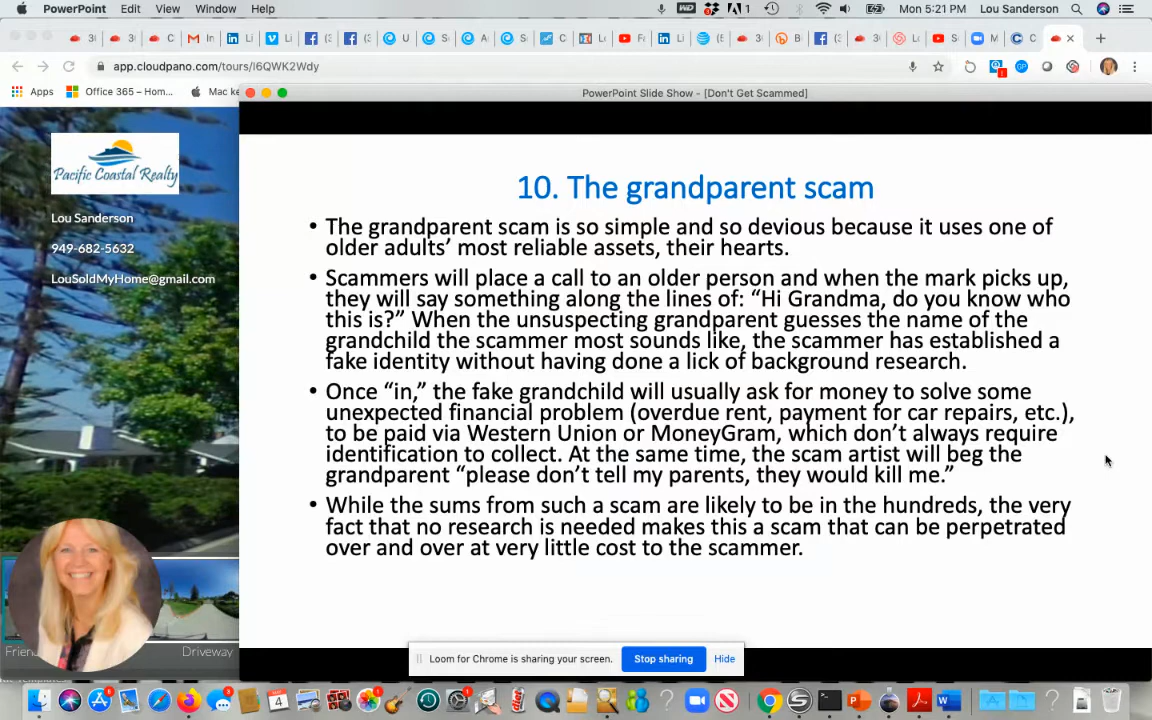 PowerPoint Edit View Window Help
Mon 5:21 PM Lou Sanderson
app.cloudpano.com/tours/I6QWK2Wdy
Apps Office 365 – Hom... Mac ke
PowerPoint Slide Show - [Don't Get Scammed]
Pacific Coastal Realty
Lou Sanderson
949-682-5632
LouSoldMyHome@gmail.com
10. The grandparent scam
• The grandparent scam is so simple and so devious because it uses one of
older adults’ most reliable assets, their hearts.
• Scammers will place a call to an older person and when the mark picks up,
they will say something along the lines of: “Hi Grandma, do you know who
this is?” When the unsuspecting grandparent guesses the name of the
grandchild the scammer most sounds like, the scammer has established a
fake identity without having done a lick of background research.
• Once “in,” the fake grandchild will usually ask for money to solve some
unexpected financial problem (overdue rent, payment for car repairs, etc.),
to be paid via Western Union or MoneyGram, which don’t always require
identification to collect. At the same time, the scam artist will beg the
grandparent “please don’t tell my parents, they would kill me.”
• While the sums from such a scam are likely to be in the hundreds, the very
fact that no research is needed makes this a scam that can be perpetrated
over and over at very little cost to the scammer.
Driveway
Loom for Chrome is sharing your screen. Stop sharing Hide